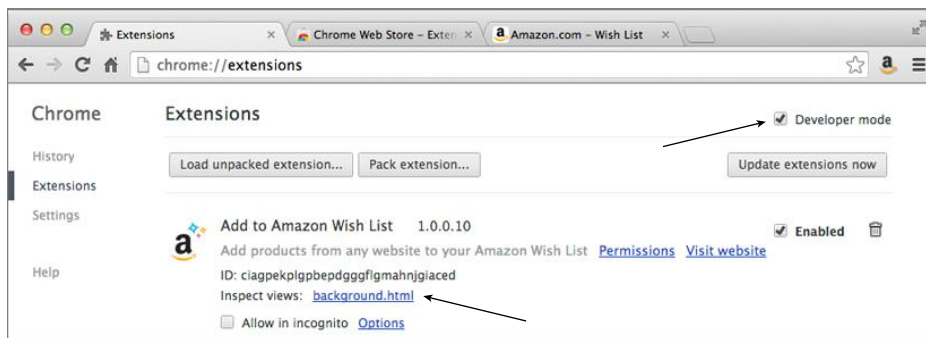 Extensions
Chrome Web Store – Exten
Amazon.com – Wish List
chrome://extensions
Chrome
Extensions
Developer mode
History
Load unpacked extension...
Pack extension...
Update extensions now
Extensions
Settings
Add to Amazon Wish List 1.0.0.10
Enabled
Add products from any website to your Amazon Wish List Permissions Visit website
Help
ID: ciagpekplgpbepdgggflgmahnjgiaced
Inspect views: background.html
Allow in incognito Options